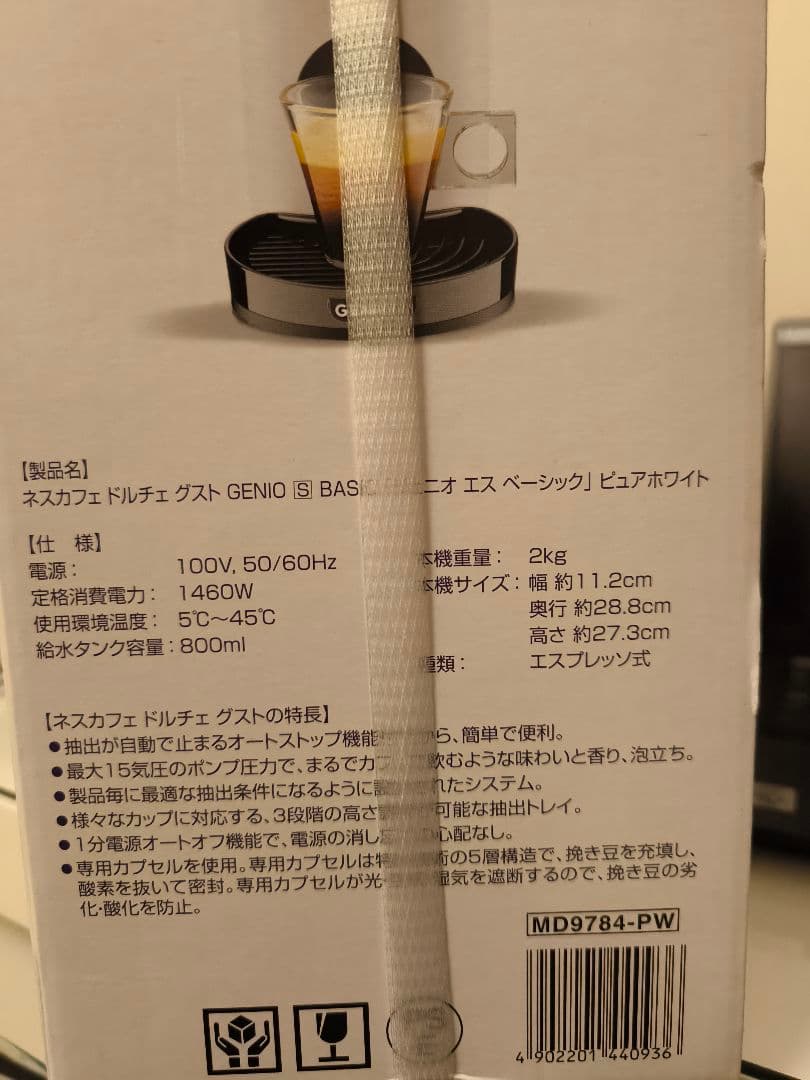 G
【製品名】
ネスカフェ ドルチェ グスト GENIO S BASI ニオ エス ベーシック」 ピュアホワイト
【仕 様】
電源： 100V, 50/60Hz
定格消費電力： 1460W
使用環境温度： 5℃～45℃
給水タンク容量：800ml
本機重量： 2kg
本機サイズ：幅 約11.2cm
奥行 約28.8cm
高さ 約27.3cm
種類： エスプレッソ式
【ネスカフェ ドルチェ グストの特長】
●抽出が自動で止まるオートストップ機能 ら、簡単で便利。
●最大15気圧のポンプ圧力で、まるでカフ 飲むような味わいと香り、泡立ち。
●製品毎に最適な抽出条件になるように れたシステム。
●様々なカップに対応する、3段階の高さ 可能な抽出トレイ。
●1分電源オートオフ機能で、電源の消し 心配なし。
●専用カプセルを使用。専用カプセルは特 術の5層構造で、挽き豆を充填し、
酸素を抜いて密封。専用カプセルが光・ 湿気を遮断するので、挽き豆の劣
化・酸化を防止。
MD9784-PW
4 902201 440936